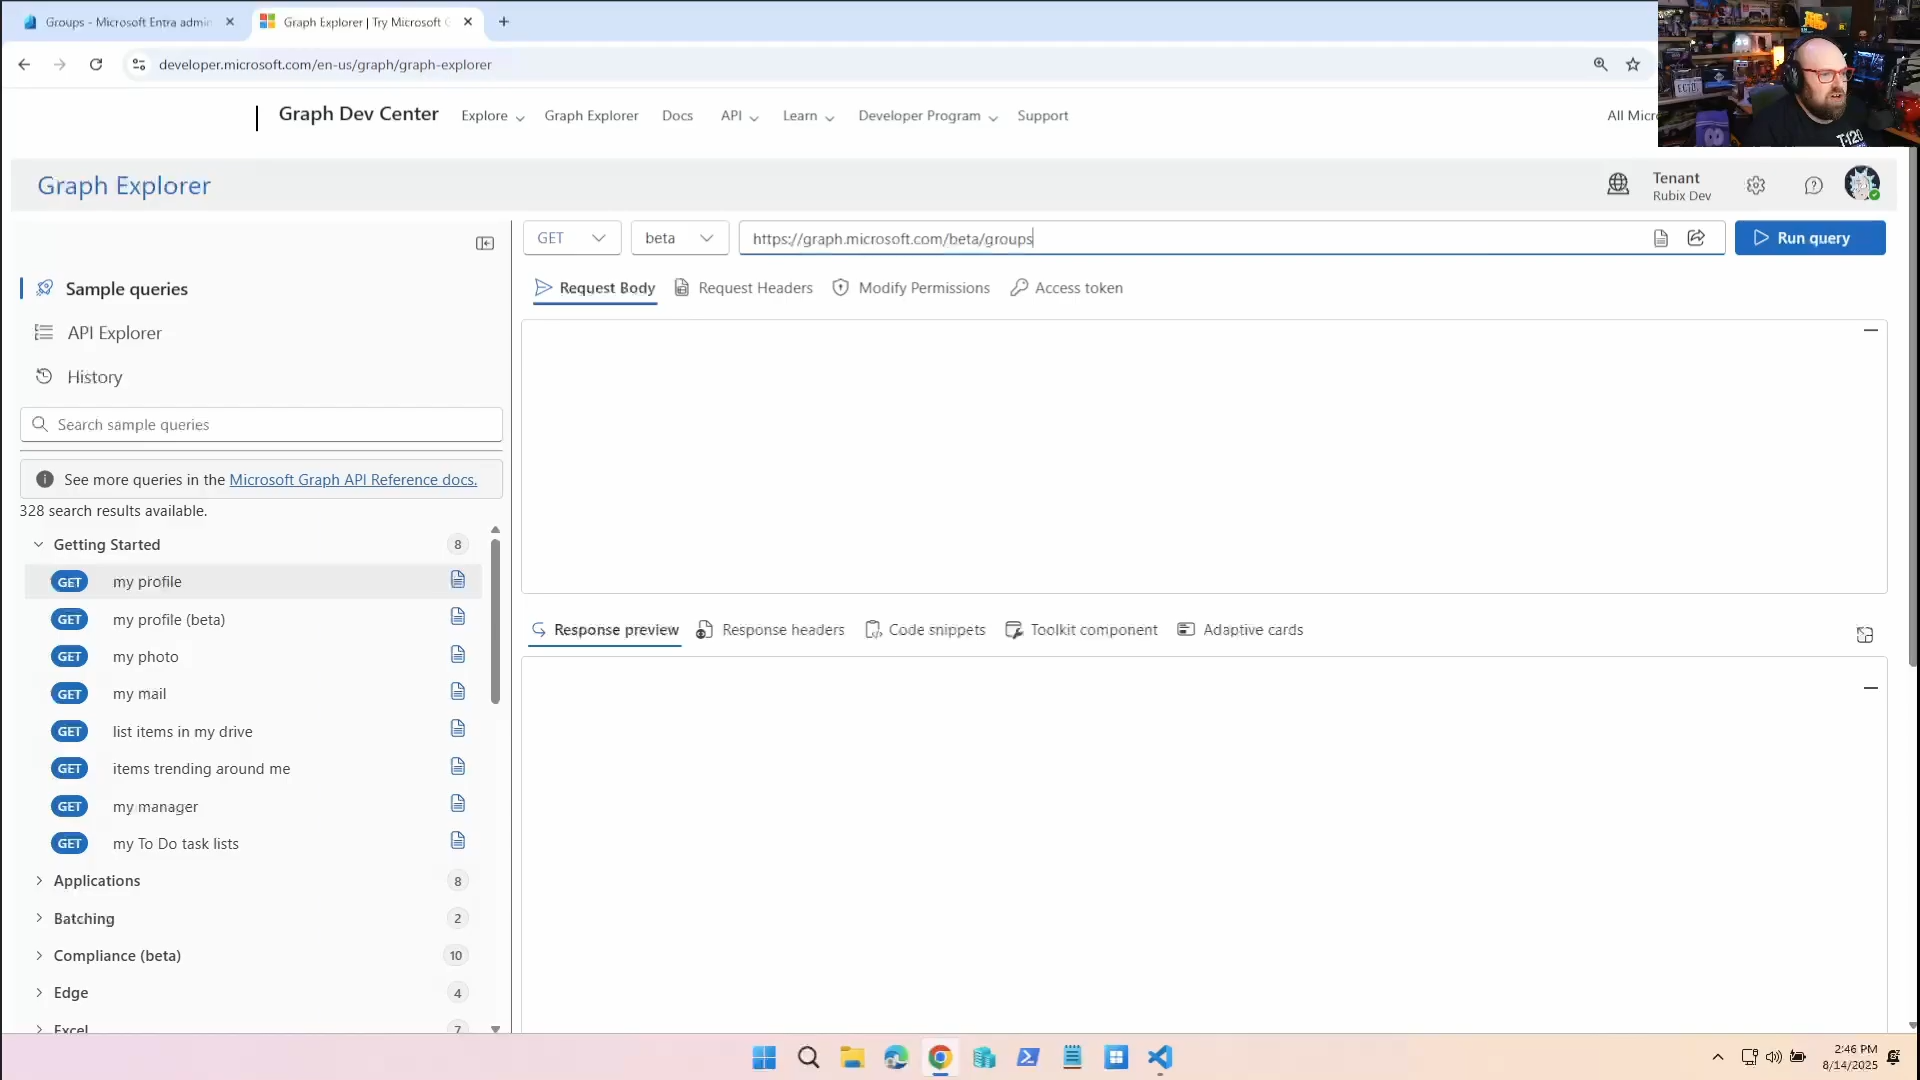 Groups - Microsoft Entra admin
Graph Explorer | Try Microsoft G
developer.microsoft.com/en-us/graph/graph-explorer
Graph Dev Center
Explore
Graph Explorer
Docs
API
Learn
Developer Program
Support
All Micro
Graph Explorer
Tenant
Rubix Dev
GET
beta
https://graph.microsoft.com/beta/groups
Run query
Request Body
Request Headers
Modify Permissions
Access token
Sample queries
API Explorer
History
Search sample queries
See more queries in the Microsoft Graph API Reference docs.
328 search results available.
Getting Started 8
GET my profile
GET my profile (beta)
GET my photo
GET my mail
GET list items in my drive
GET items trending around me
GET my manager
GET my To Do task lists
Applications 8
Batching 2
Compliance (beta) 10
Edge 4
Excel 7
Response preview
Response headers
Code snippets
Toolkit component
Adaptive cards
T-120
2:46 PM
8/14/2025